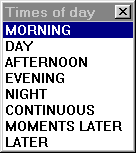 Times of day
MORNING
DAY
AFTERNOON
EVENING
NIGHT
CONTINUOUS
MOMENTS LATER
LATER